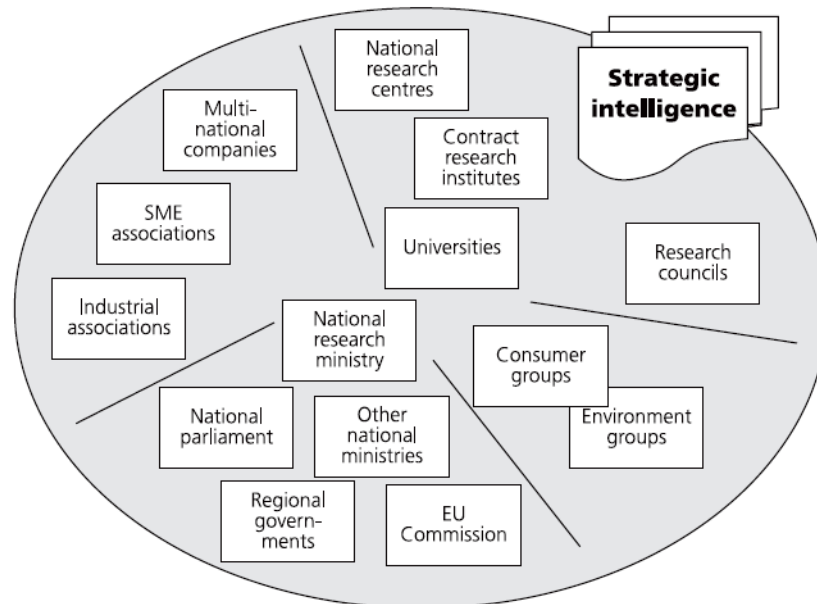 National
research
centres
Strategic
intelligence
Multi-
national
companies
Contract
research
institutes
SME
associations
Universities
Research
councils
Industrial
associations
National
research
ministry
Consumer
groups
National
parliament
Other
national
ministries
Environment
groups
Regional
govern-
ments
EU
Commission